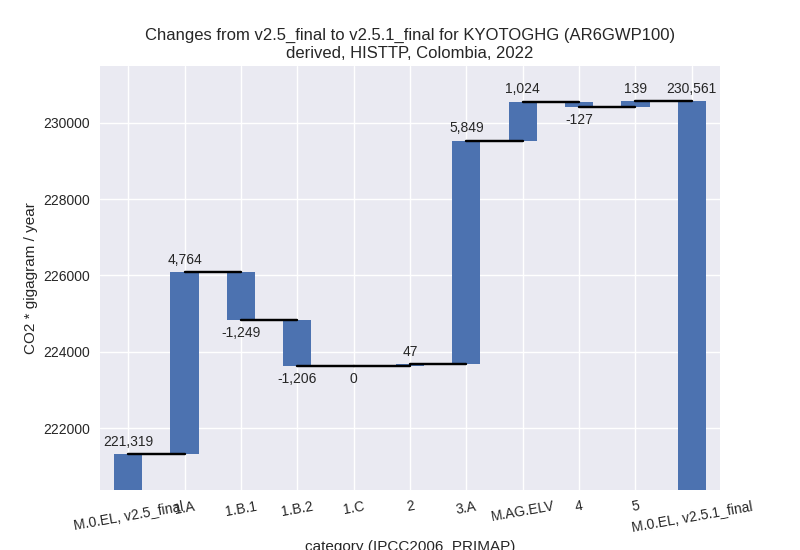 Changes from v2.5_final to v2.5.1_final for KYOTOGHG (AR6GWP100)
derived, HISTTP, Colombia, 2022
CO2 * gigagram / year
230000
228000
226000
224000
222000
221,319
4,764
-1,249
-1,206
0
47
5,849
1,024
-127
139
230,561
M.0.EL, v2.5_final
1.A
1.B.1
1.B.2
1.C
2
3.A
M.AG.ELV
4
5
M.0.EL, v2.5.1_final
category (IPCC2006_PRIMAP)